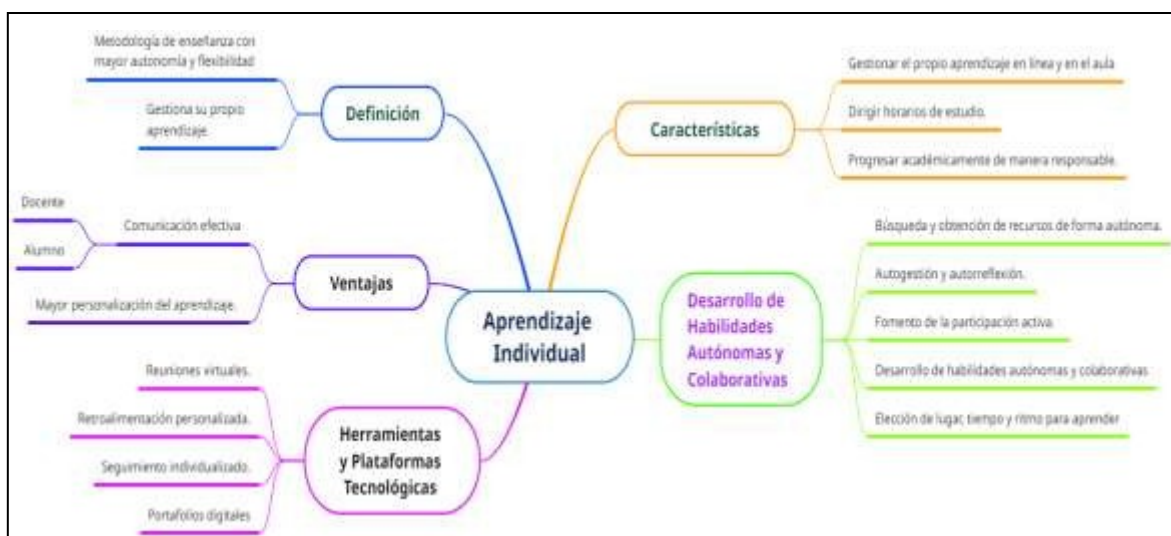 Aprendizaje
Individual
Definición
Metodología de enseñanza con
mayor autonomía y flexibilidad
Gestiona su propio
aprendizaje.
Ventajas
Comunicación efectiva
Docente
Alumno
Mayor personalización del aprendizaje.
Herramientas
y Plataformas
Tecnológicas
Reuniones virtuales.
Retroalimentación personalizada.
Seguimiento individualizado.
Portafolios digitales
Características
Gestionar el propio aprendizaje en línea y en el aula
Dirigir horarios de estudio.
Progresar académicamente de manera responsable.
Desarrollo de
Habilidades
Autónomas y
Colaborativas
Búsqueda y obtención de recursos de forma autónoma.
Autogestión y autorreflexión.
Fomento de la participación activa.
Desarrollo de habilidades autónomas y colaborativas
Elección de lugar, tiempo y ritmo para aprender